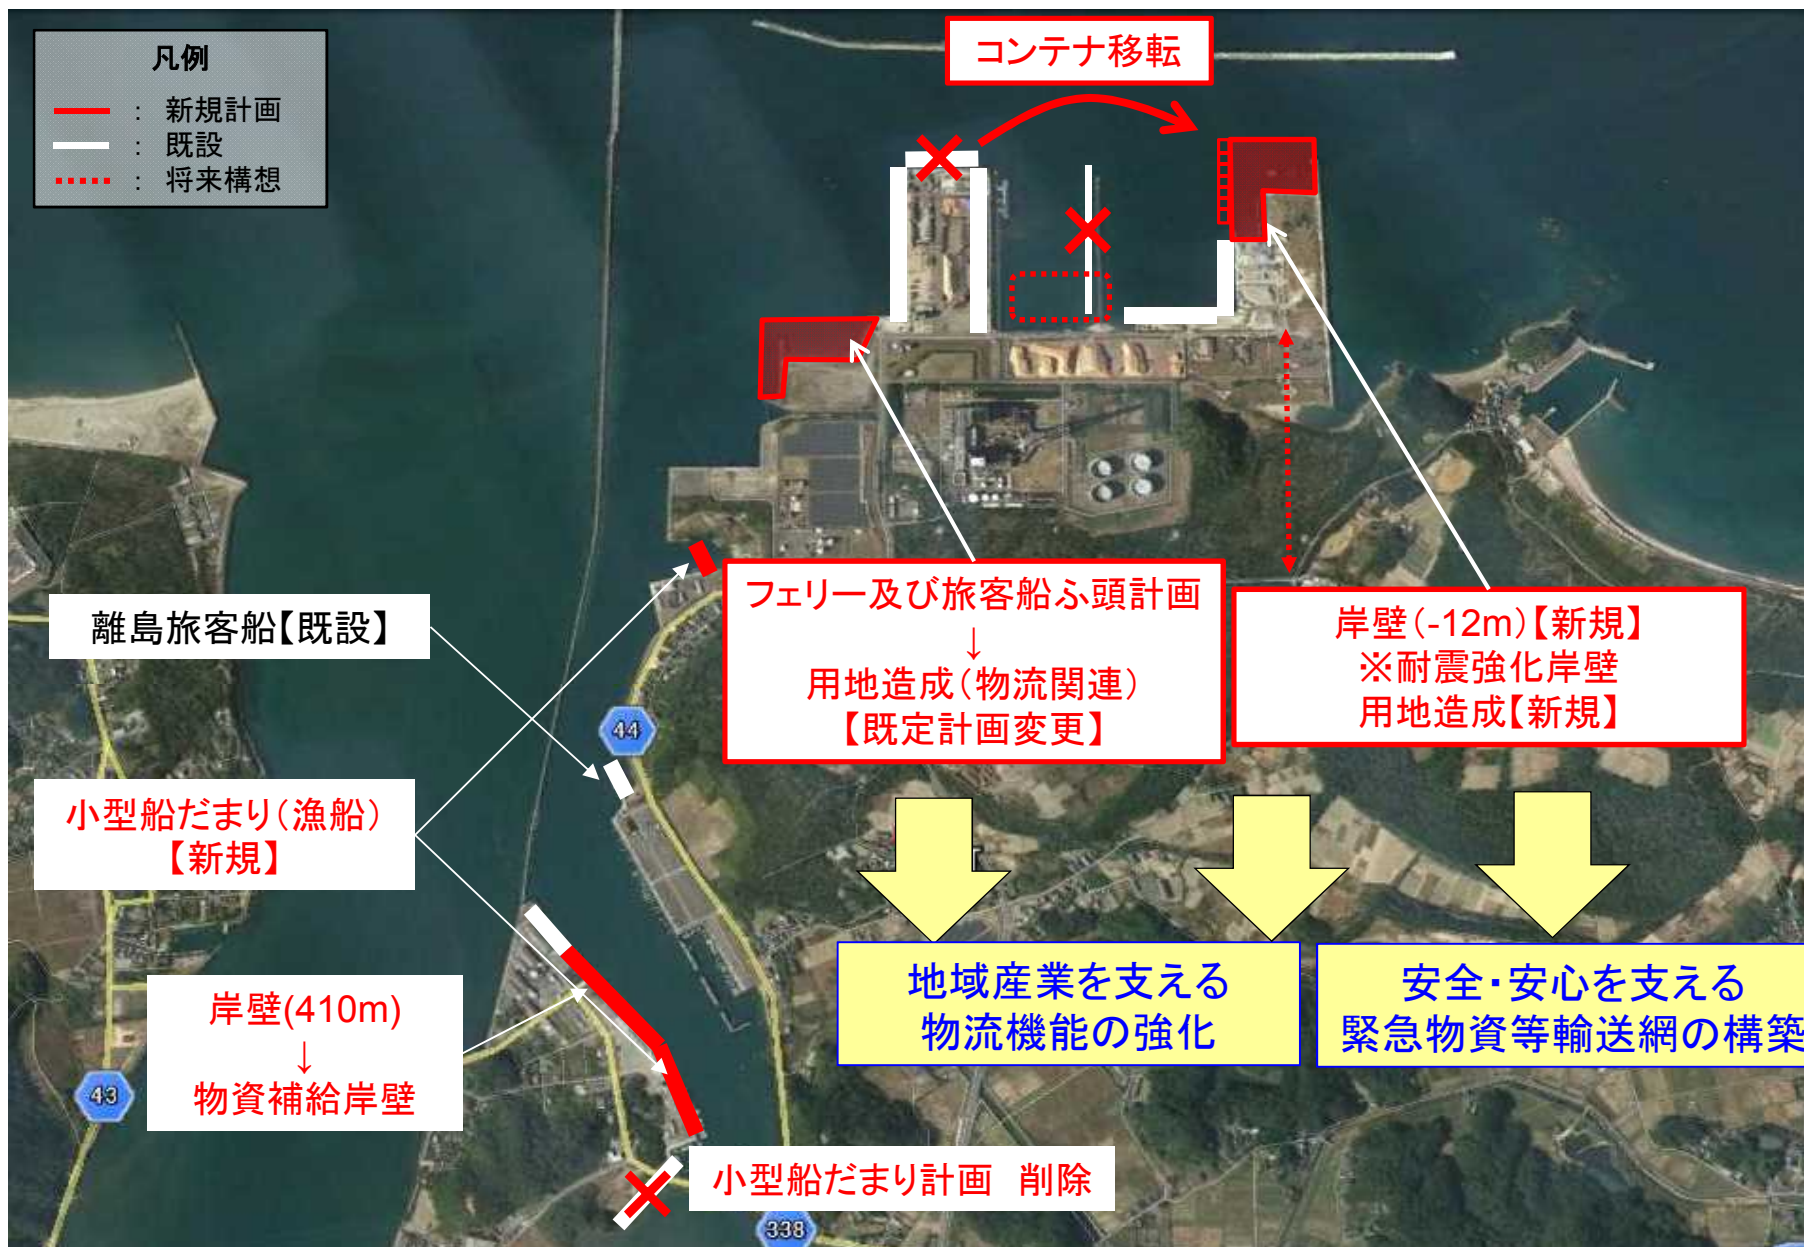 凡例
： 新規計画
： 既設
： 将来構想
コンテナ移転
離島旅客船【既設】
フェリー及び旅客船ふ頭計画
↓
用地造成（物流関連）
【既定計画変更】
岸壁（-12m）【新規】
※耐震強化岸壁
用地造成【新規】
44
小型船だまり（漁船）
【新規】
地域産業を支える
物流機能の強化
安全・安心を支える
緊急物資等輸送網の構築
岸壁(410m)
↓
物資補給岸壁
43
小型船だまり計画　削除
338